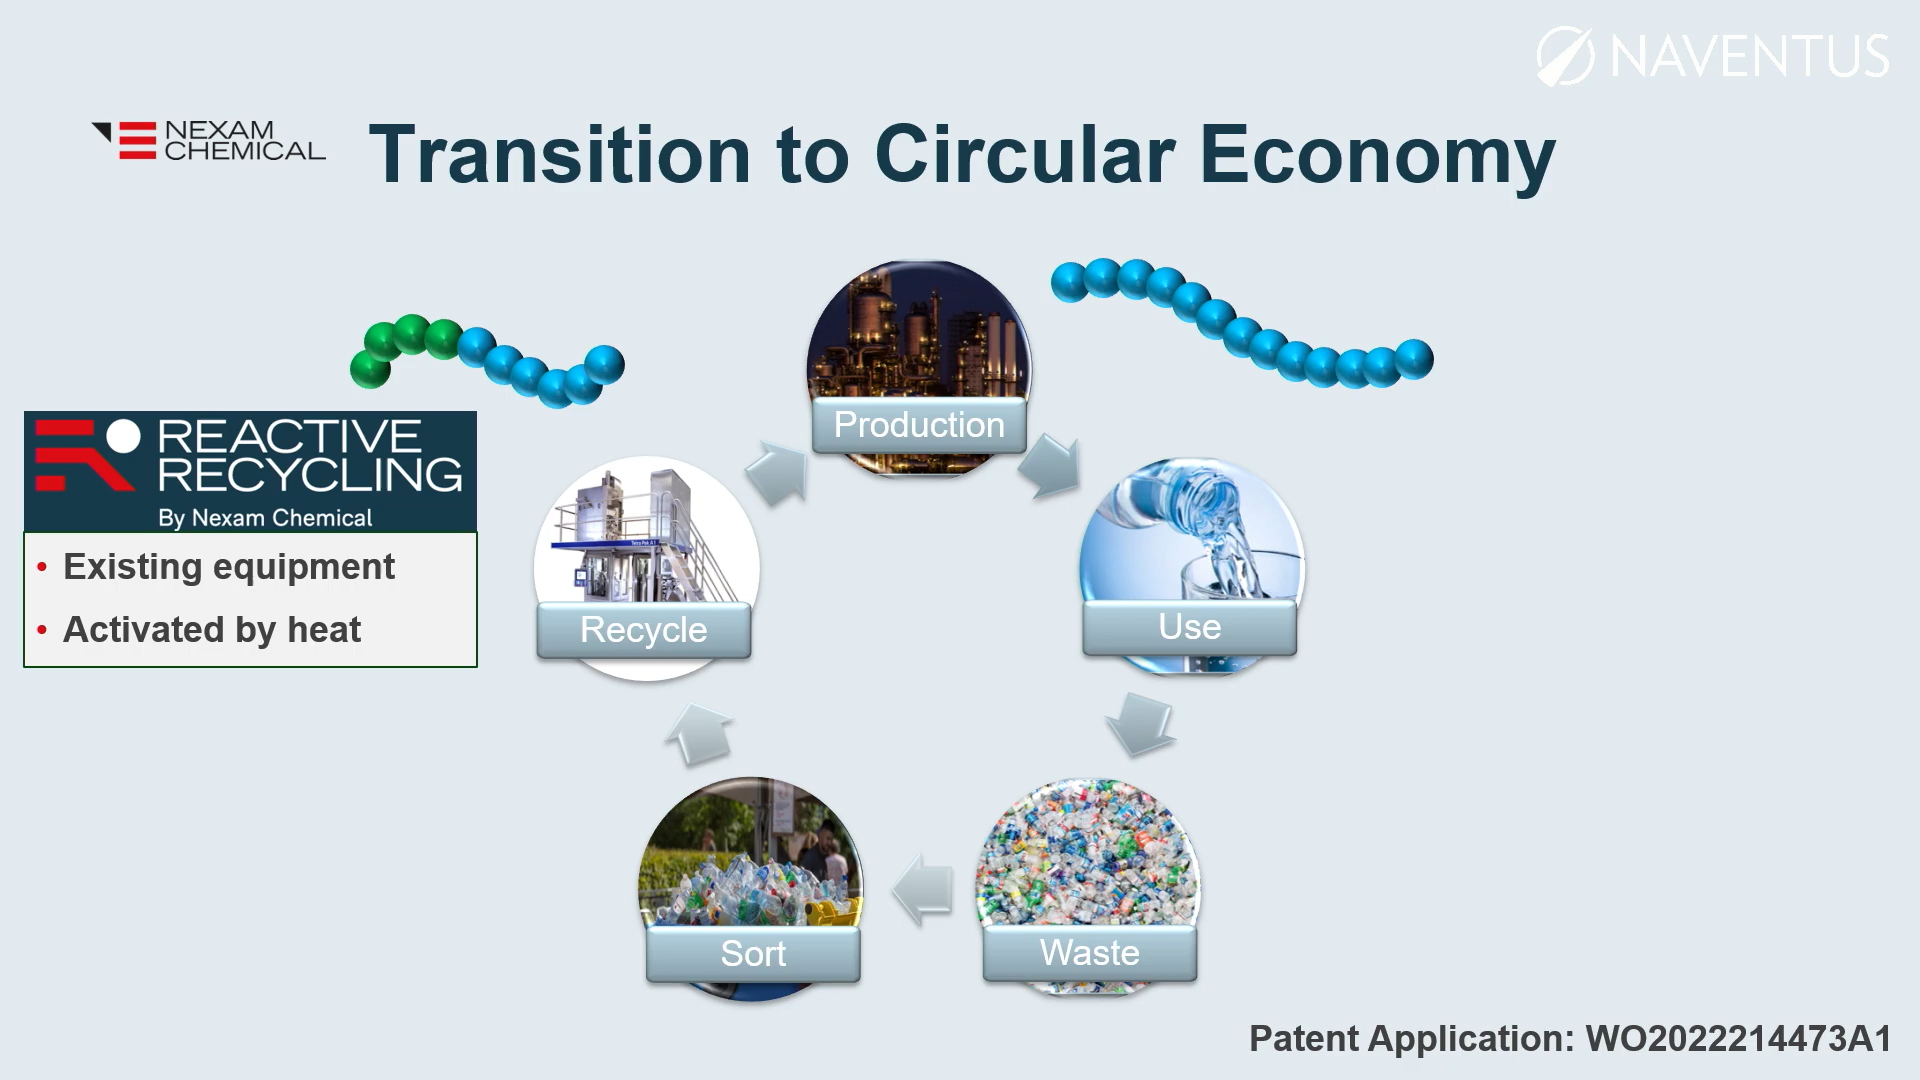 NAVENTUS
NEXAM
CHEMICAL
Transition to Circular Economy
Production
REACTIVE
RECYCLING
By Nexam Chemical
• Existing equipment
• Activated by heat
Recycle
Use
Sort
Waste
Patent Application: WO2022214473A1